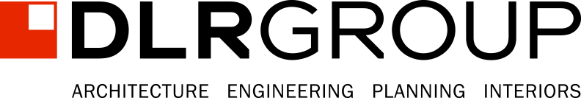 DLRGROUP
ARCHITECTURE ENGINEERING PLANNING INTERIORS